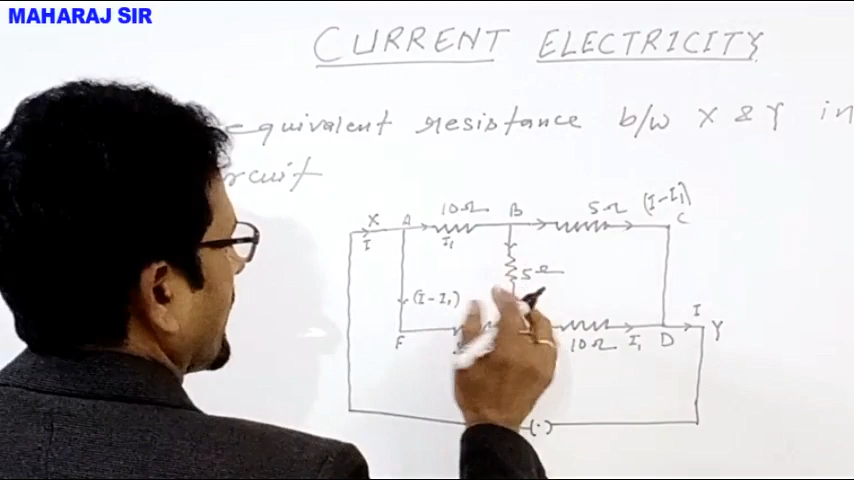 MAHARAJ SIR
CURRENT ELECTRICITY
equivalent resistance b/w X & Y in
rcuit
X A 10Ω B 5Ω (I-I₁)
I I₁ C
5Ω
(I-I₁) I
F 10Ω I₁ D Y
(·)